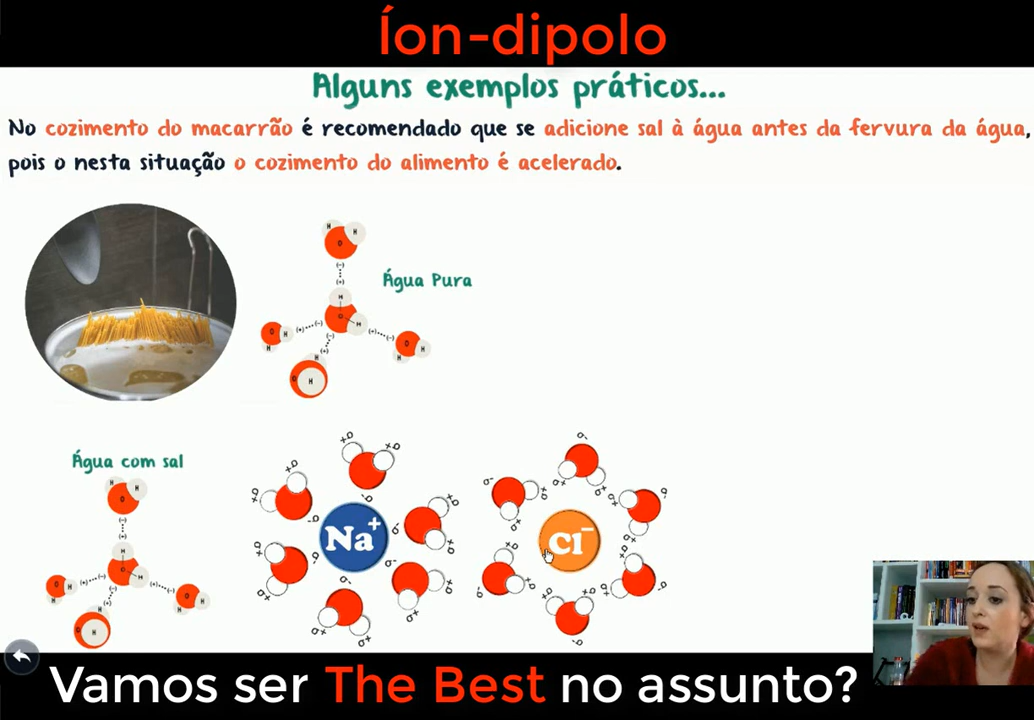 Íon-dipolo
Alguns exemplos práticos...
No cozimento do macarrão é recomendado que se adicione sal à água antes da fervura da água,
pois o nesta situação o cozimento do alimento é acelerado.
Água Pura
Água com sal
Na+
Cl-
Vamos ser The Best no assunto?